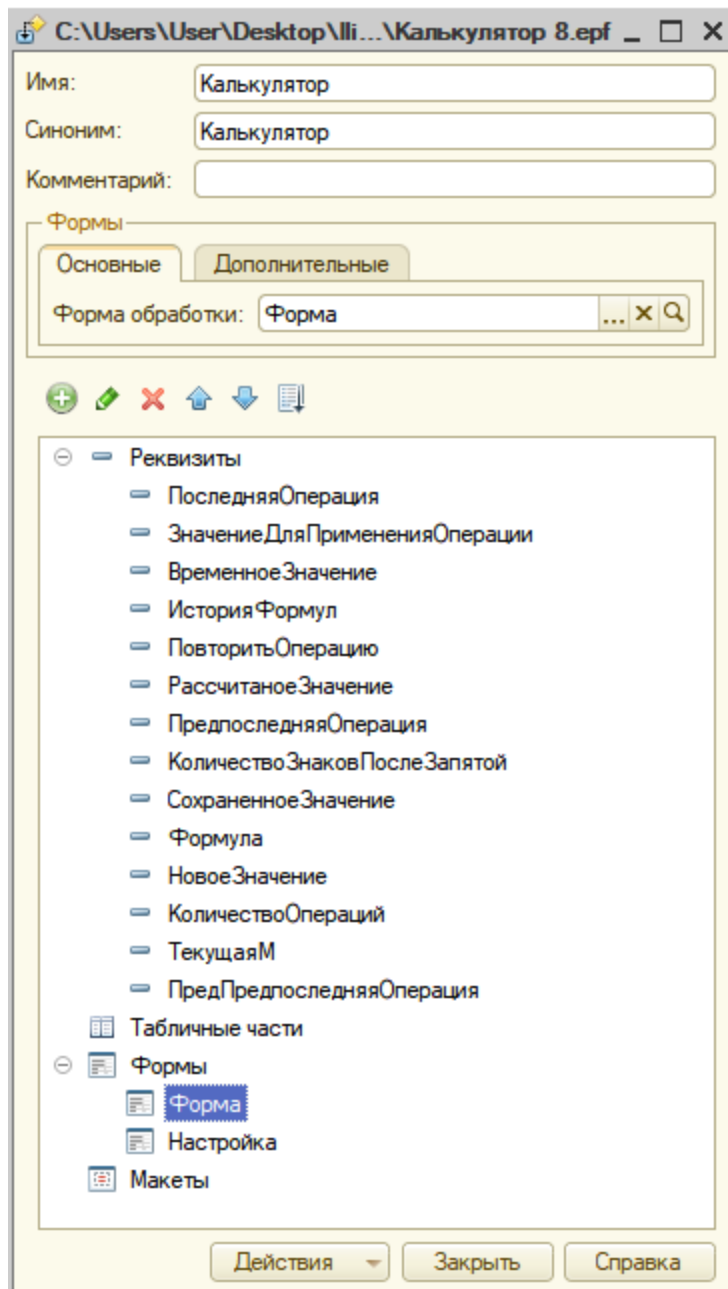 C:\Users\User\Desktop\Ili...\Калькулятор 8.epf
Имя: Калькулятор
Синоним: Калькулятор
Комментарий:
Формы
Основные Дополнительные
Форма обработки: Форма ...
Реквизиты
ПоследняяОперация
ЗначениеДляПримененияОперации
ВременноеЗначение
ИсторияФормул
ПовторитьОперацию
РассчитаноеЗначение
ПредпоследняяОперация
КоличествоЗнаковПослеЗапятой
СохраненноеЗначение
Формула
НовоеЗначение
КоличествоОпераций
ТекущаяМ
ПредПредпоследняяОперация
Табличные части
Формы
Форма
Настройка
Макеты
Действия Закрыть Справка